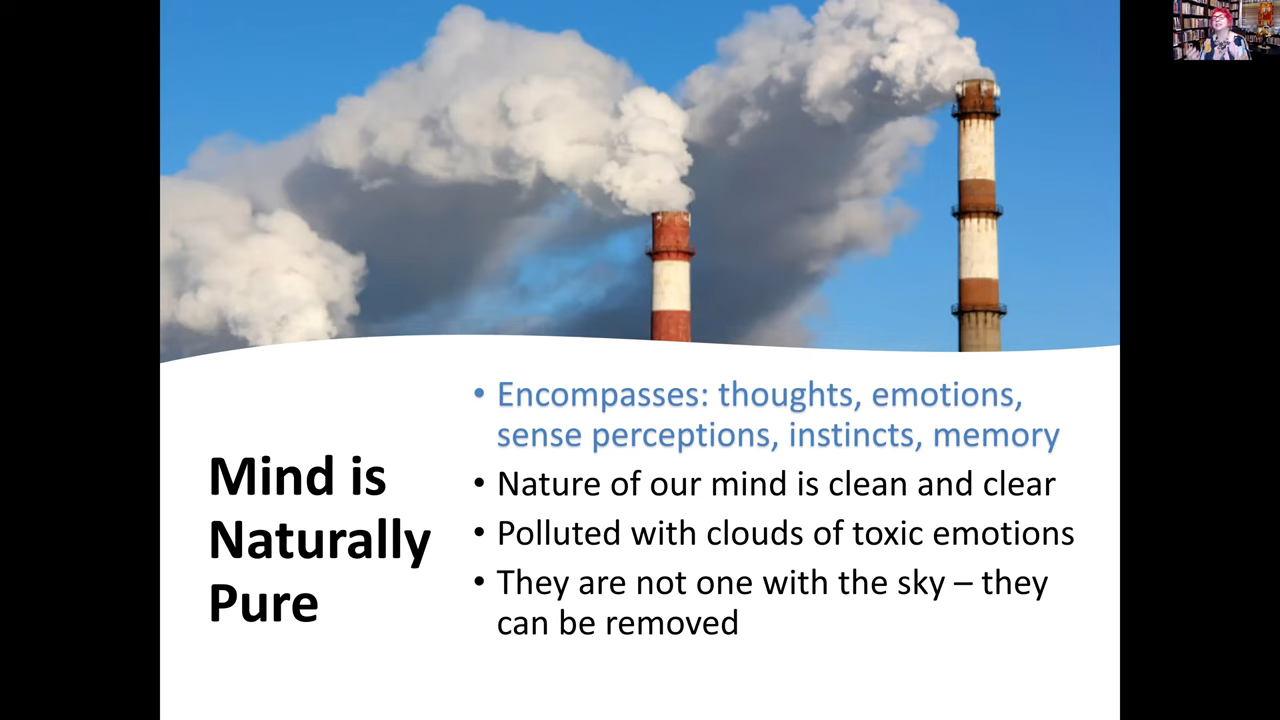 Mind is
Naturally
Pure
• Encompasses: thoughts, emotions,
sense perceptions, instincts, memory
• Nature of our mind is clean and clear
• Polluted with clouds of toxic emotions
• They are not one with the sky – they
can be removed